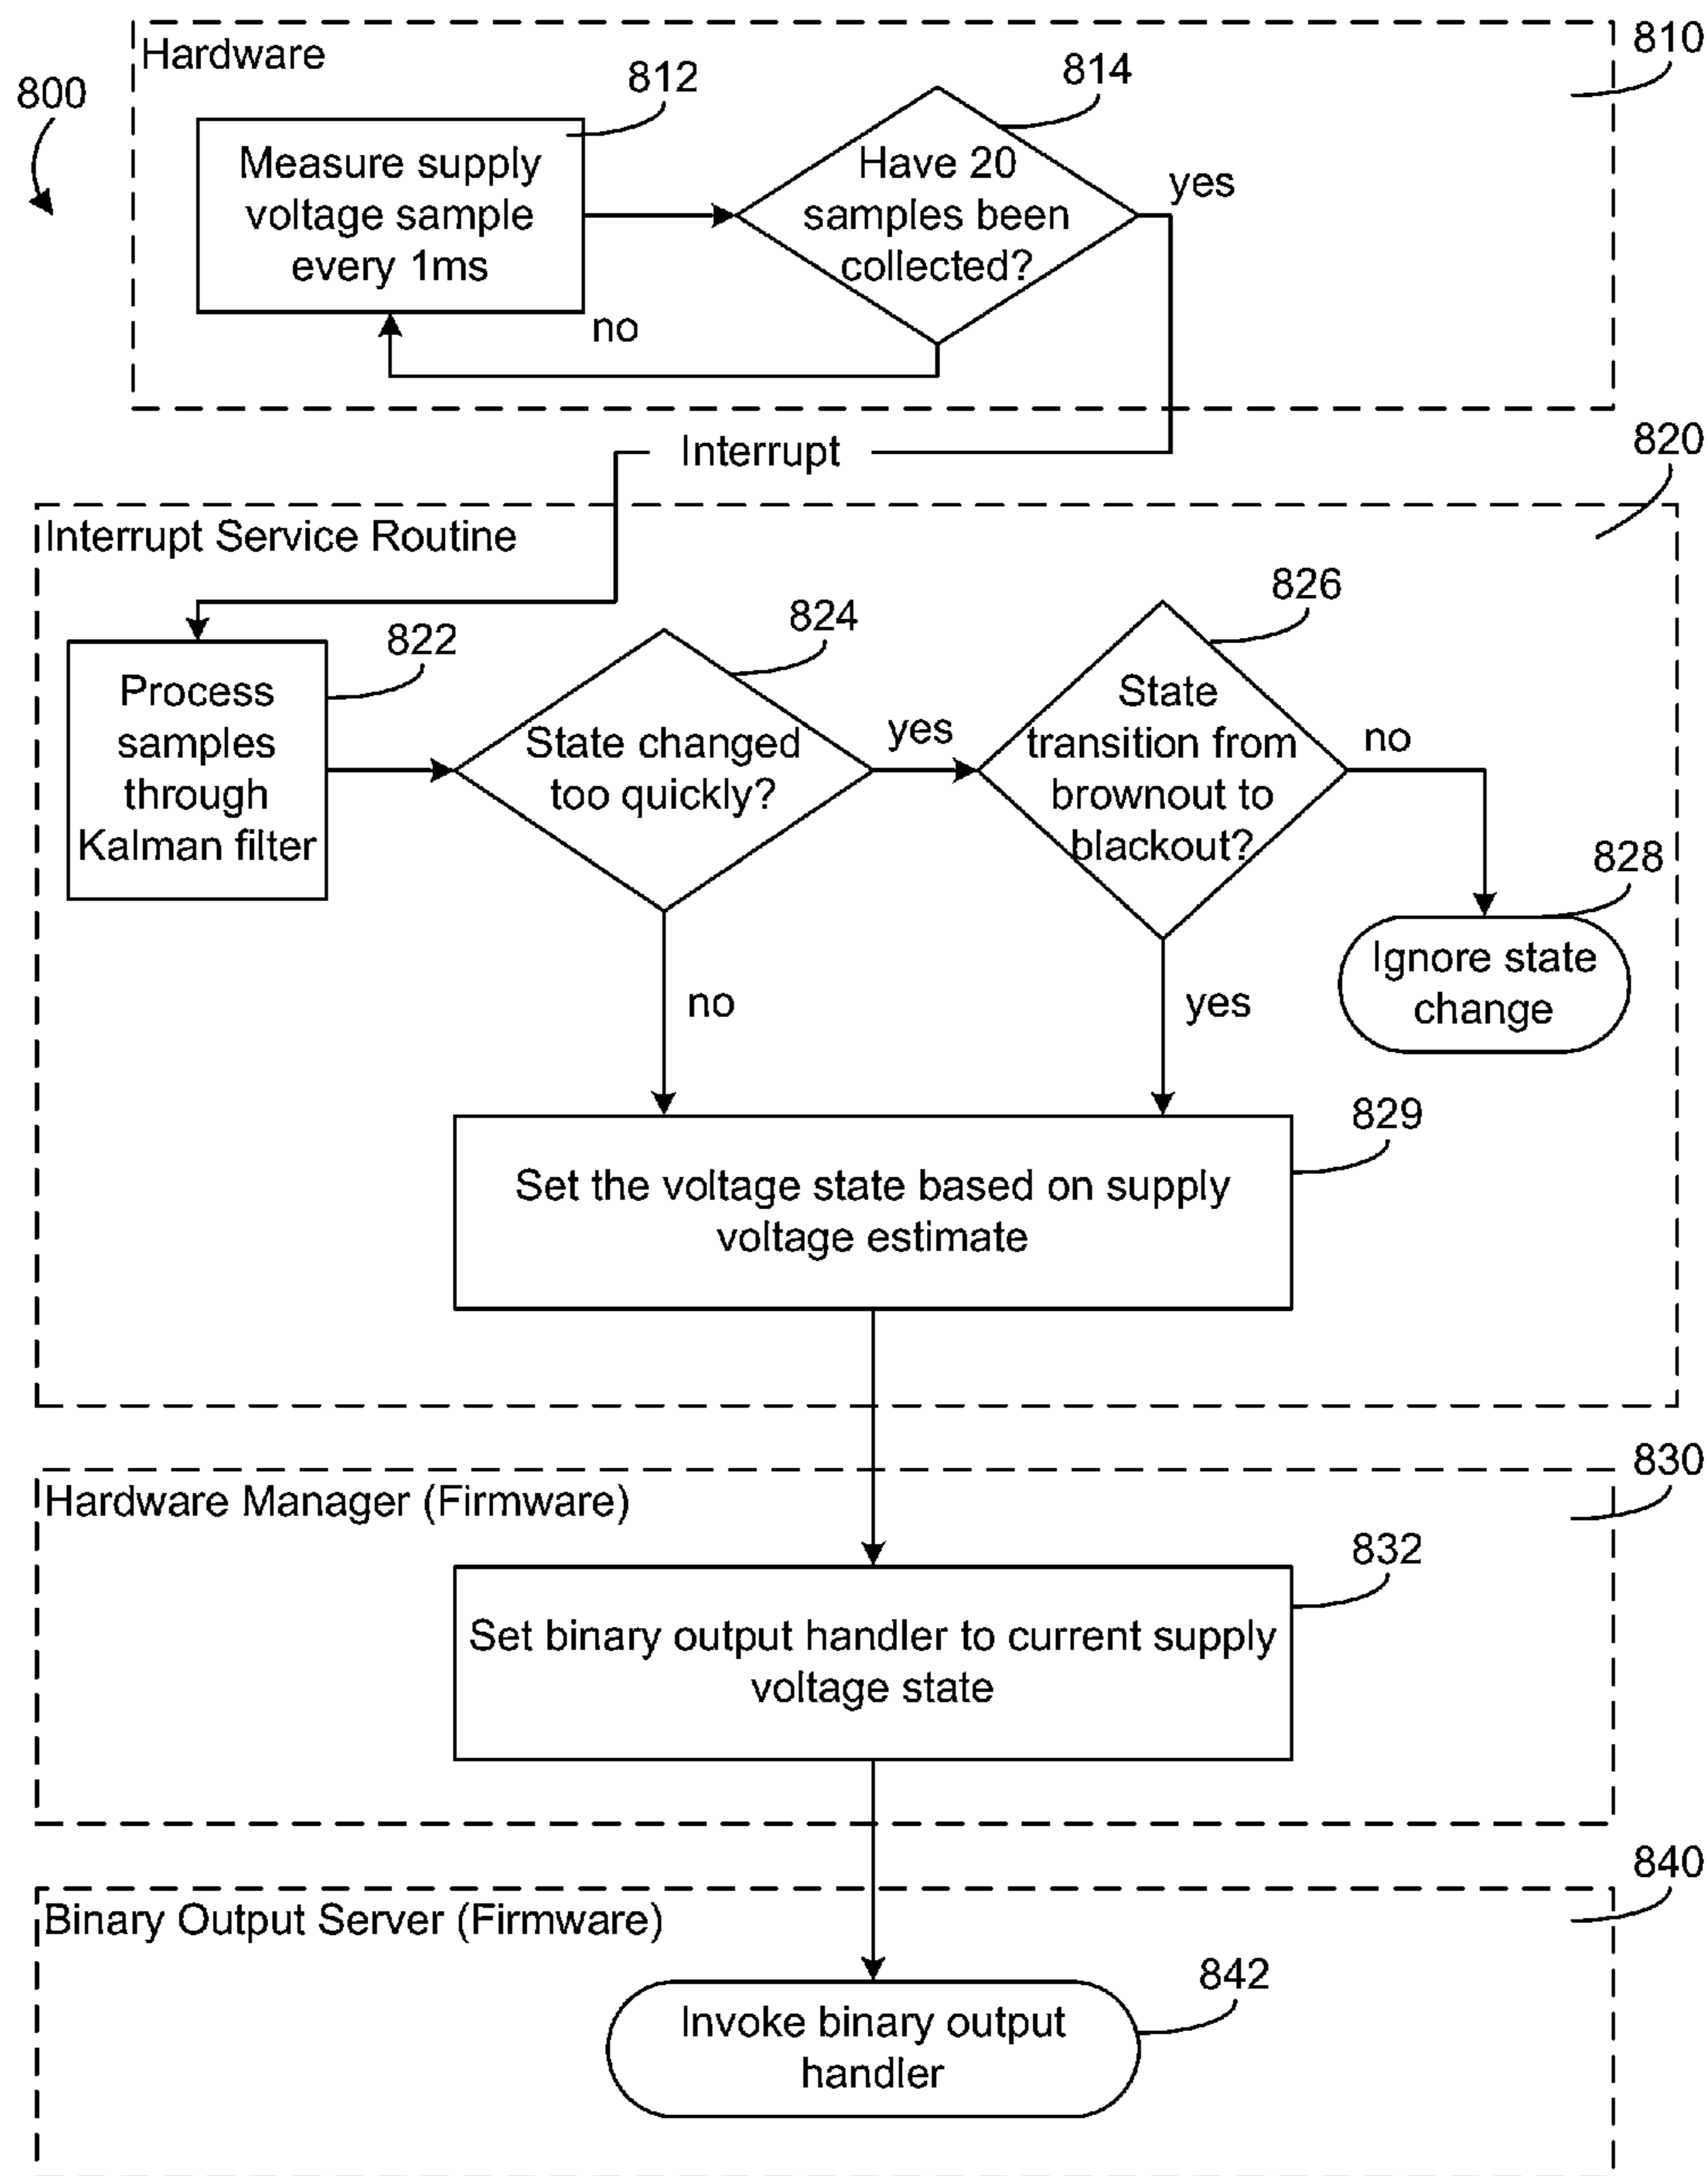 Hardware
810
800
812
814
Measure supply
voltage sample
every 1ms
Have 20
samples been
collected?
yes
no
Interrupt
820
Interrupt Service Routine
822
824
826
Process
samples
through
Kalman filter
State changed
too quickly?
yes
State
transition from
brownout to
blackout?
no
828
Ignore state
change
no
yes
829
Set the voltage state based on supply
voltage estimate
830
Hardware Manager (Firmware)
832
Set binary output handler to current supply
voltage state
840
Binary Output Server (Firmware)
842
Invoke binary output
handler